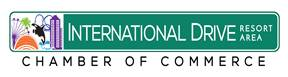 INTERNATIONAL DRIVE RESORT AREA
CHAMBER OF COMMERCE